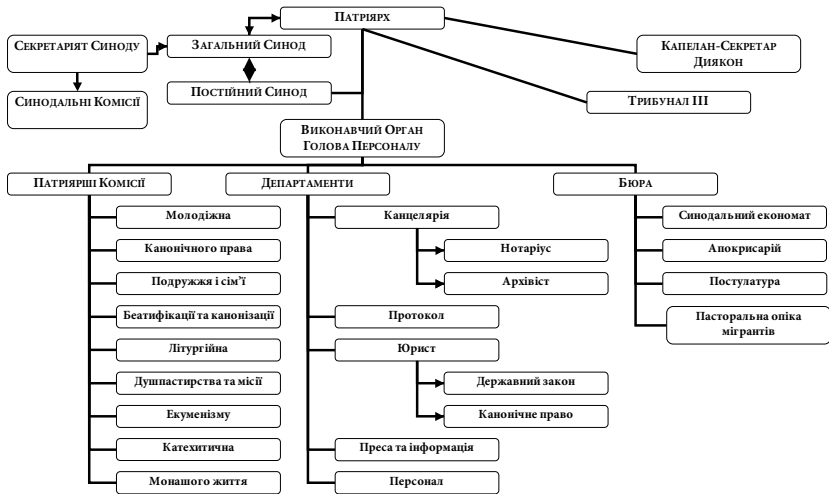 Патріярх
Секретаріят Синоду
Загальний Синод
Капелан-Секретар
Диякон
Синодальні Комісії
Постійний Синод
Трибунал III
Виконавчий Орган
Голова Персоналу
Патріярші Комісії
Департаменти
Бюра
Молодіжна
Канонічного права
Подружжя і сім’ї
Беатифікації та канонізації
Літургійна
Душпастирства та місії
Екуменізму
Катехитична
Монашого життя
Канцелярія
Нотаріус
Архівіст
Протокол
Юрист
Державний закон
Канонічне право
Преса та інформація
Персонал
Синодальний економат
Апокрисарій
Постулатура
Пасторальна опіка
мігрантів